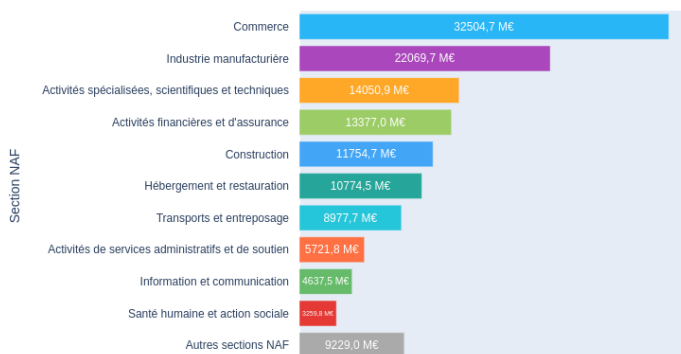 Section NAF
Commerce 32504,7 M€
Industrie manufacturière 22069,7 M€
Activités spécialisées, scientifiques et techniques 14050,9 M€
Activités financières et d'assurance 13377,0 M€
Construction 11754,7 M€
Hébergement et restauration 10774,5 M€
Transports et entreposage 8977,7 M€
Activités de services administratifs et de soutien 5721,8 M€
Information et communication 4637,5 M€
Santé humaine et action sociale 3259,8 M€
Autres sections NAF 9229,0 M€